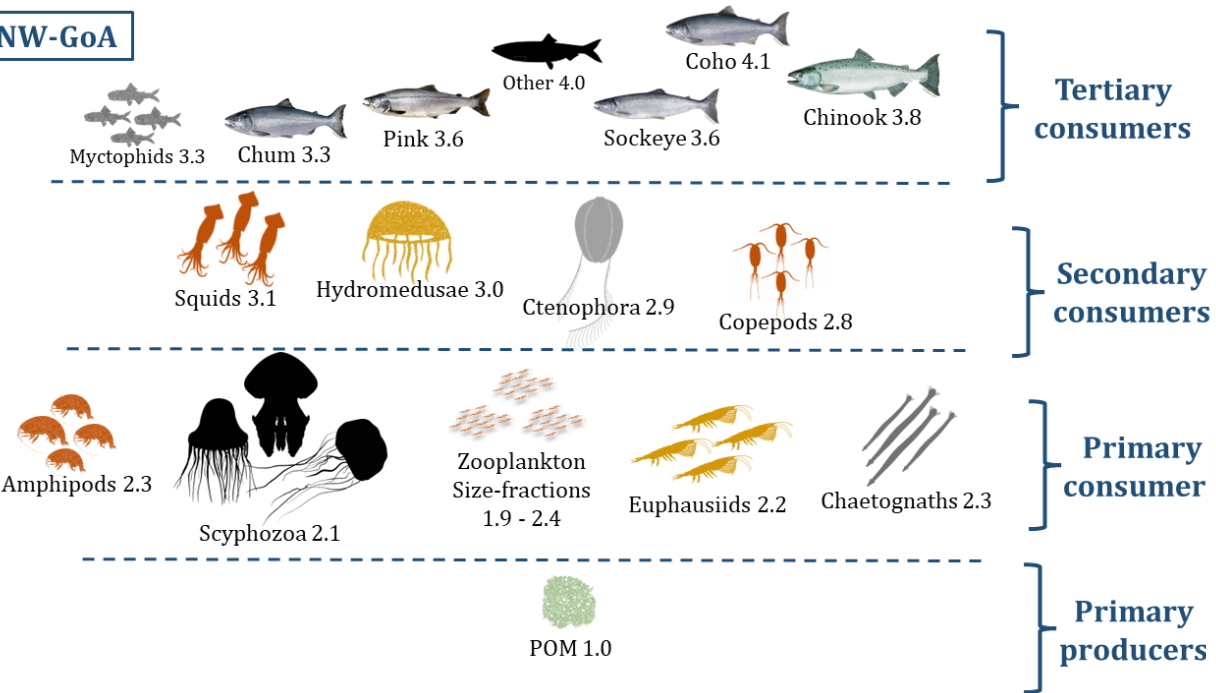 NW-GoA
Coho 4.1
Other 4.0
Chinook 3.8
Pink 3.6
Sockeye 3.6
Myctophids 3.3
Chum 3.3
Tertiary
consumers
Squids 3.1
Hydromedusae 3.0
Ctenophora 2.9
Copepods 2.8
Secondary
consumers
Amphipods 2.3
Scyphozoa 2.1
Zooplankton
Size-fractions
1.9 - 2.4
Euphausiids 2.2
Chaetognaths 2.3
Primary
consumer
POM 1.0
Primary
producers